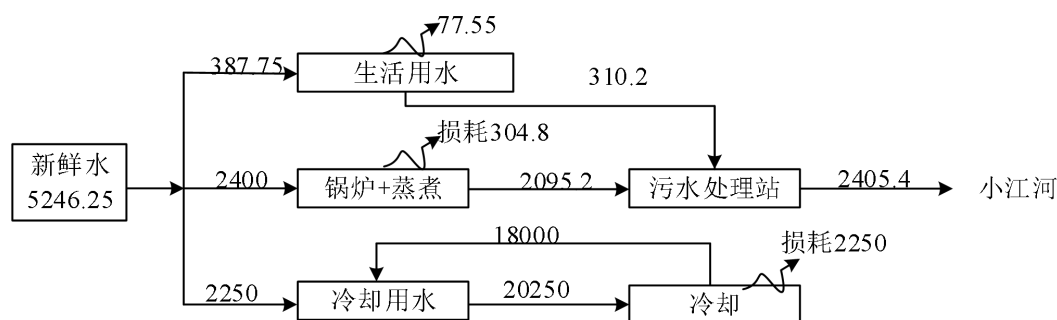 77.55
387.75
生活用水
310.2
损耗304.8
新鲜水
5246.25
2400
锅炉+蒸煮
2095.2
污水处理站
2405.4
小江河
18000
损耗2250
2250
冷却用水
20250
冷却